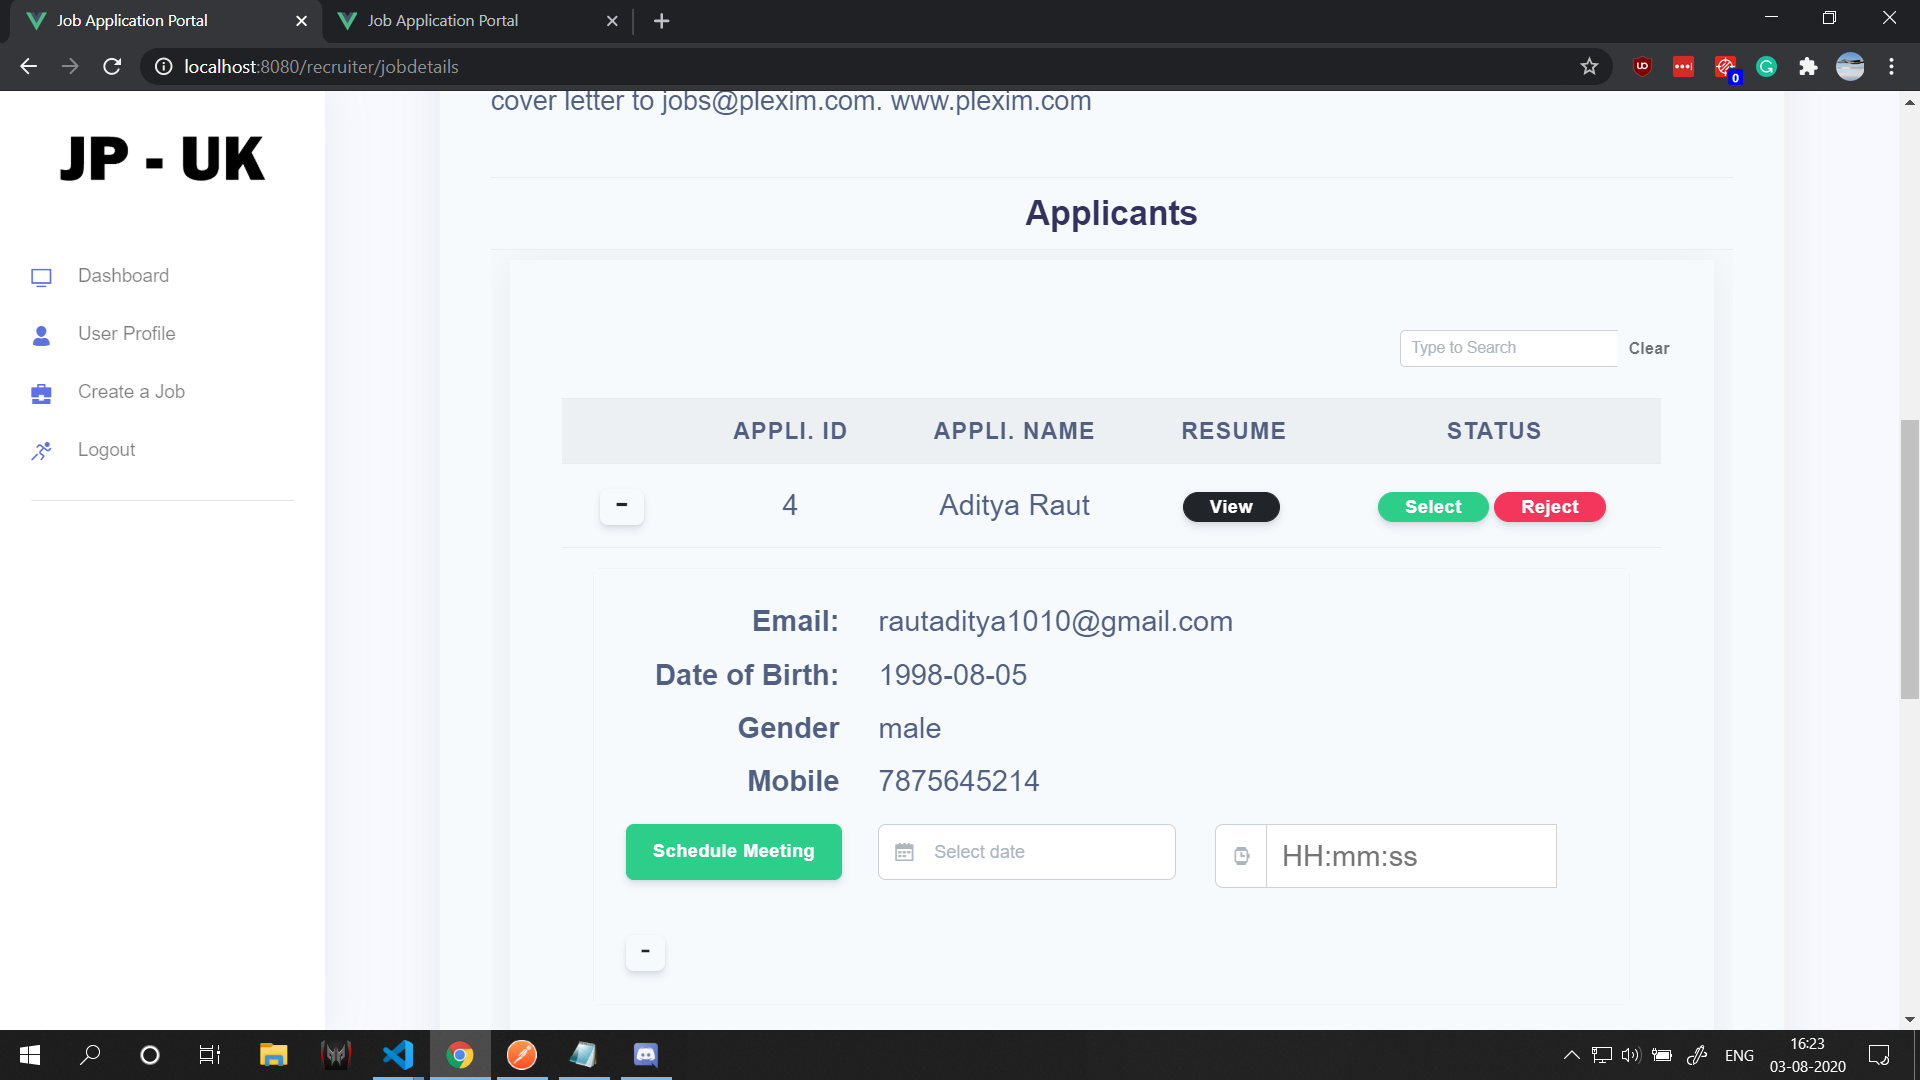 Job Application Portal
Job Application Portal
localhost:8080/recruiter/jobdetails
0
cover letter to jobs@plexim.com. www.plexim.com
JP - UK
Dashboard
User Profile
Create a Job
Logout
Applicants
Type to Search Clear
APPLI. ID APPLI. NAME RESUME STATUS
- 4 Aditya Raut View Select Reject
Email: rautaditya1010@gmail.com
Date of Birth: 1998-08-05
Gender male
Mobile 7875645214
Schedule Meeting Select date HH:mm:ss
-
ENG
16:23
03-08-2020